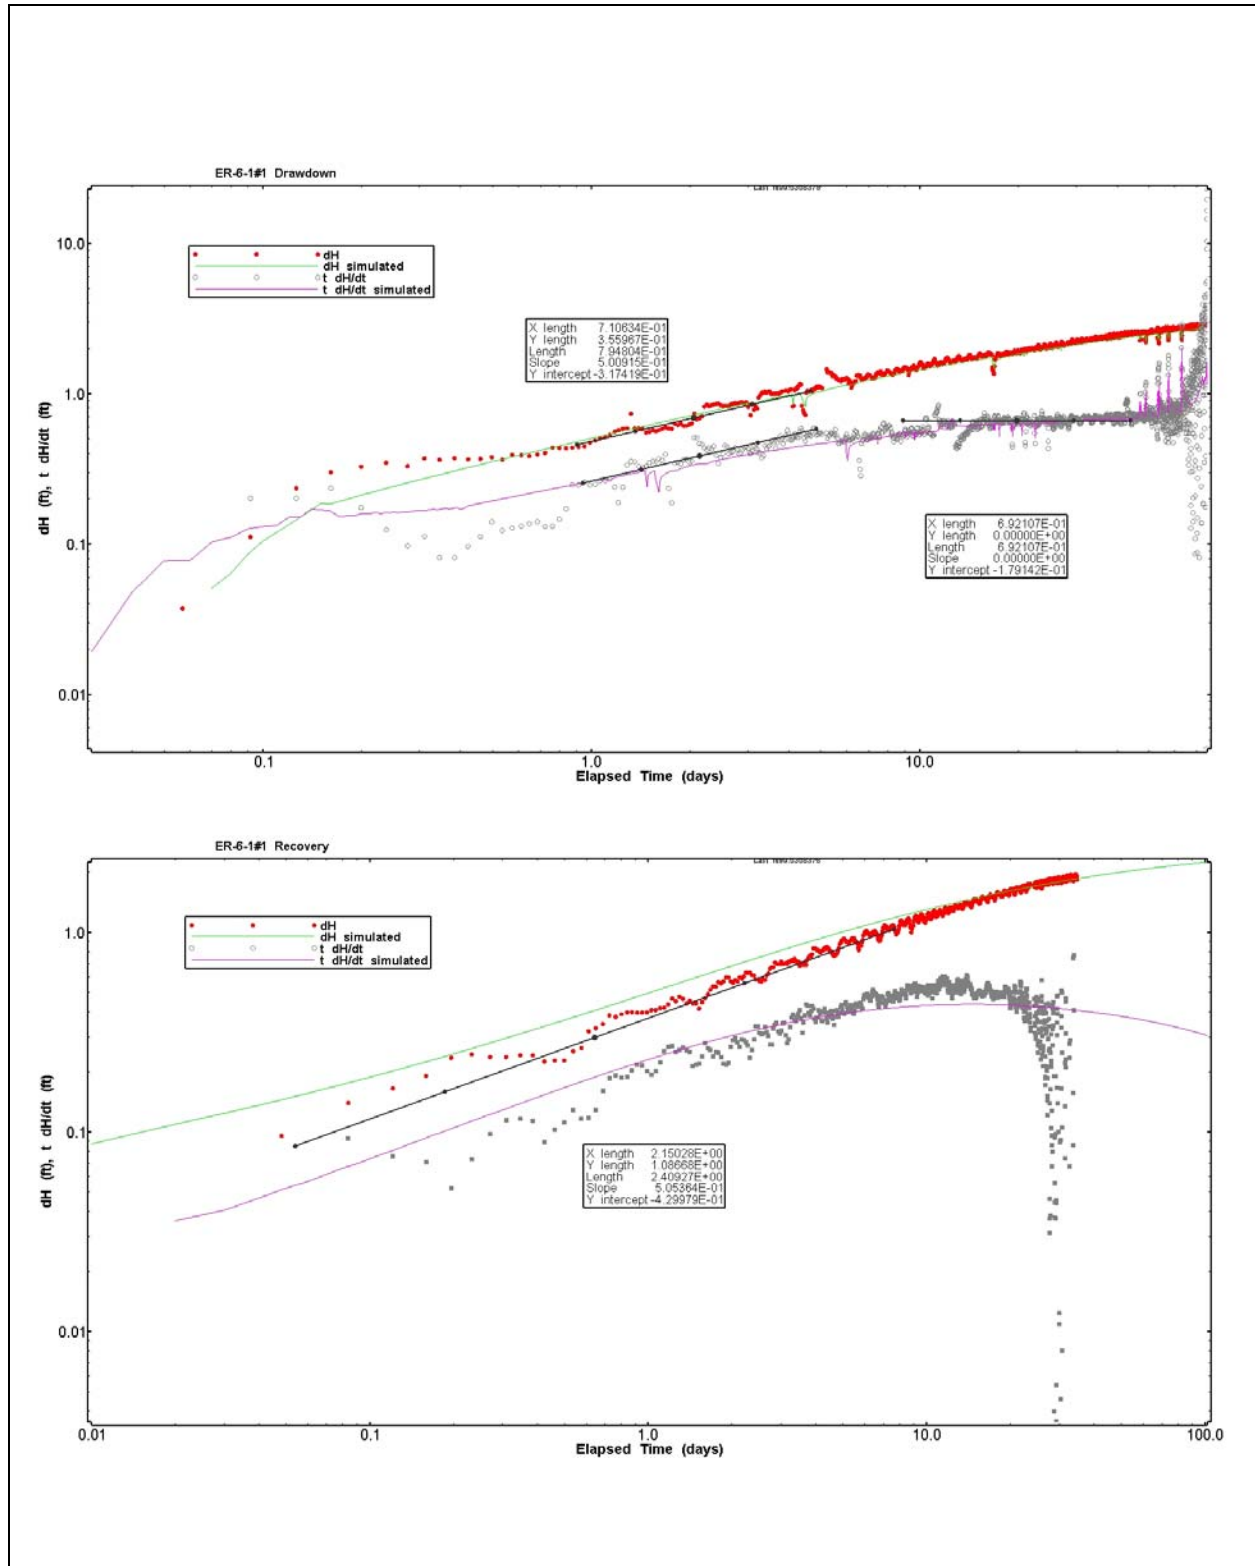 ER-6-1#1 Drawdown
10.0
1.0
0.1
0.01
dH (ft), t dH/dt (ft)
dH
dH simulated
t dH/dt
t dH/dt simulated
X length 7.10634E-01
Y length 3.55967E-01
Length 7.94804E-01
Slope 5.00915E-01
Y intercept -3.17419E-01
X length 6.92107E-01
Y length 0.00000E+00
Length 6.92107E-01
Slope 0.00000E+00
Y intercept -1.79142E-01
0.1 1.0 10.0
Elapsed Time (days)
ER-6-1#1 Recovery
1.0
0.1
0.01
dH (ft), t dH/dt (ft)
dH
dH simulated
t dH/dt
t dH/dt simulated
X length 2.15028E+00
Y length 1.08668E+00
Length 2.40927E+00
Slope 5.05364E-01
Y intercept -4.29979E-01
0.01 0.1 1.0 10.0 100.0
Elapsed Time (days)